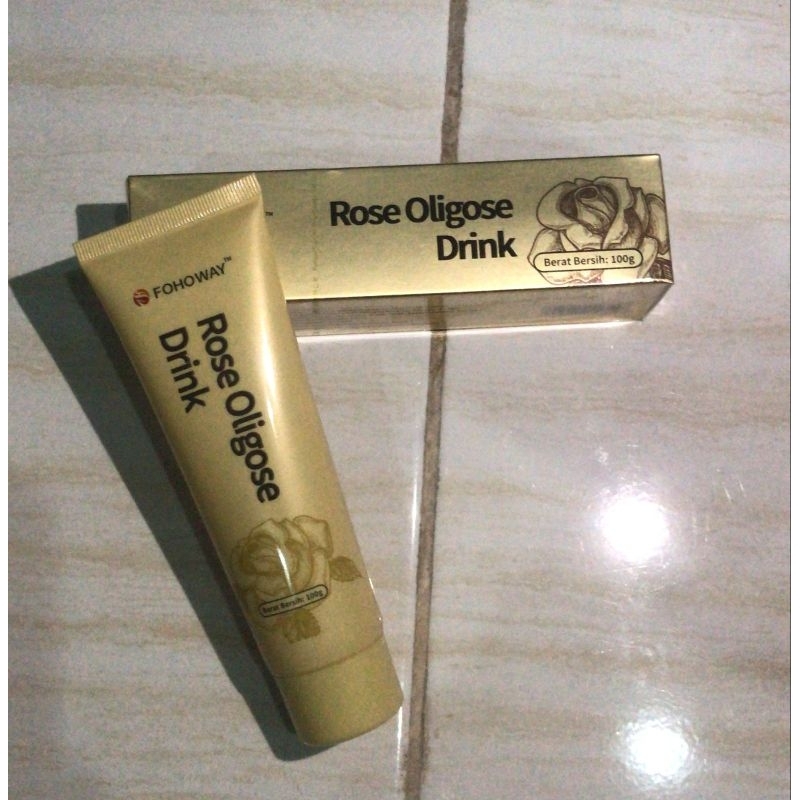 Rose Oligose
Drink
Berat Bersih: 100g
FOHOWAY™
Rose Oligose
Drink
Berat Bersih: 100g